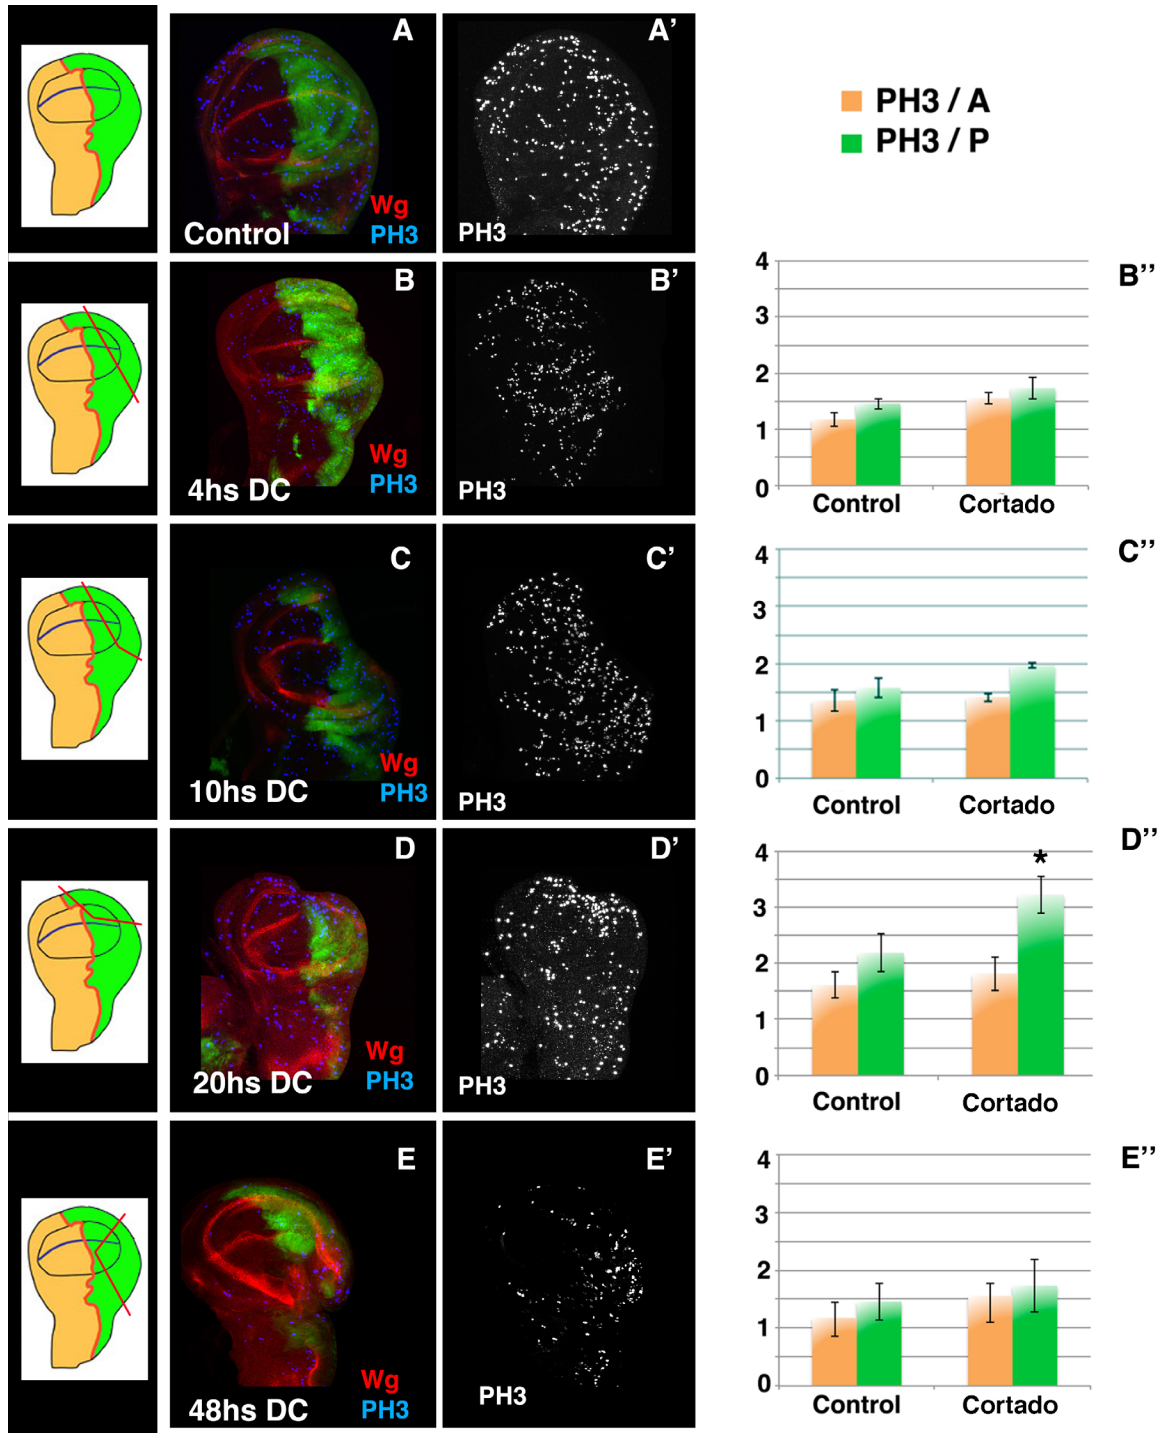 A
Wg
PH3
Control
A’
PH3
PH3 / A
PH3 / P
B
Wg
PH3
4hs DC
B’
PH3
B’’
4
3
2
1
0
Control Cortado
C
Wg
PH3
10hs DC
C’
PH3
C’’
4
3
2
1
0
Control Cortado
D
Wg
PH3
20hs DC
D’
PH3
D’’
4
*
3
2
1
0
Control Cortado
E
Wg
PH3
48hs DC
E’
PH3
E’’
4
3
2
1
0
Control Cortado